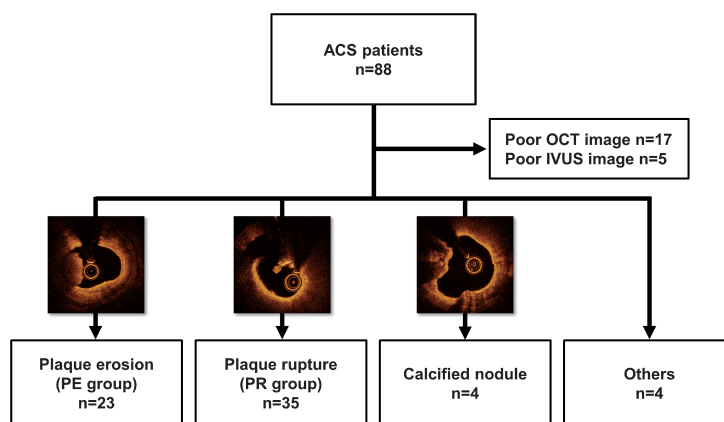 ACS patients
n=88
Poor OCT image n=17
Poor IVUS image n=5
Plaque erosion
(PE group)
n=23
Plaque rupture
(PR group)
n=35
Calcified nodule
n=4
Others
n=4